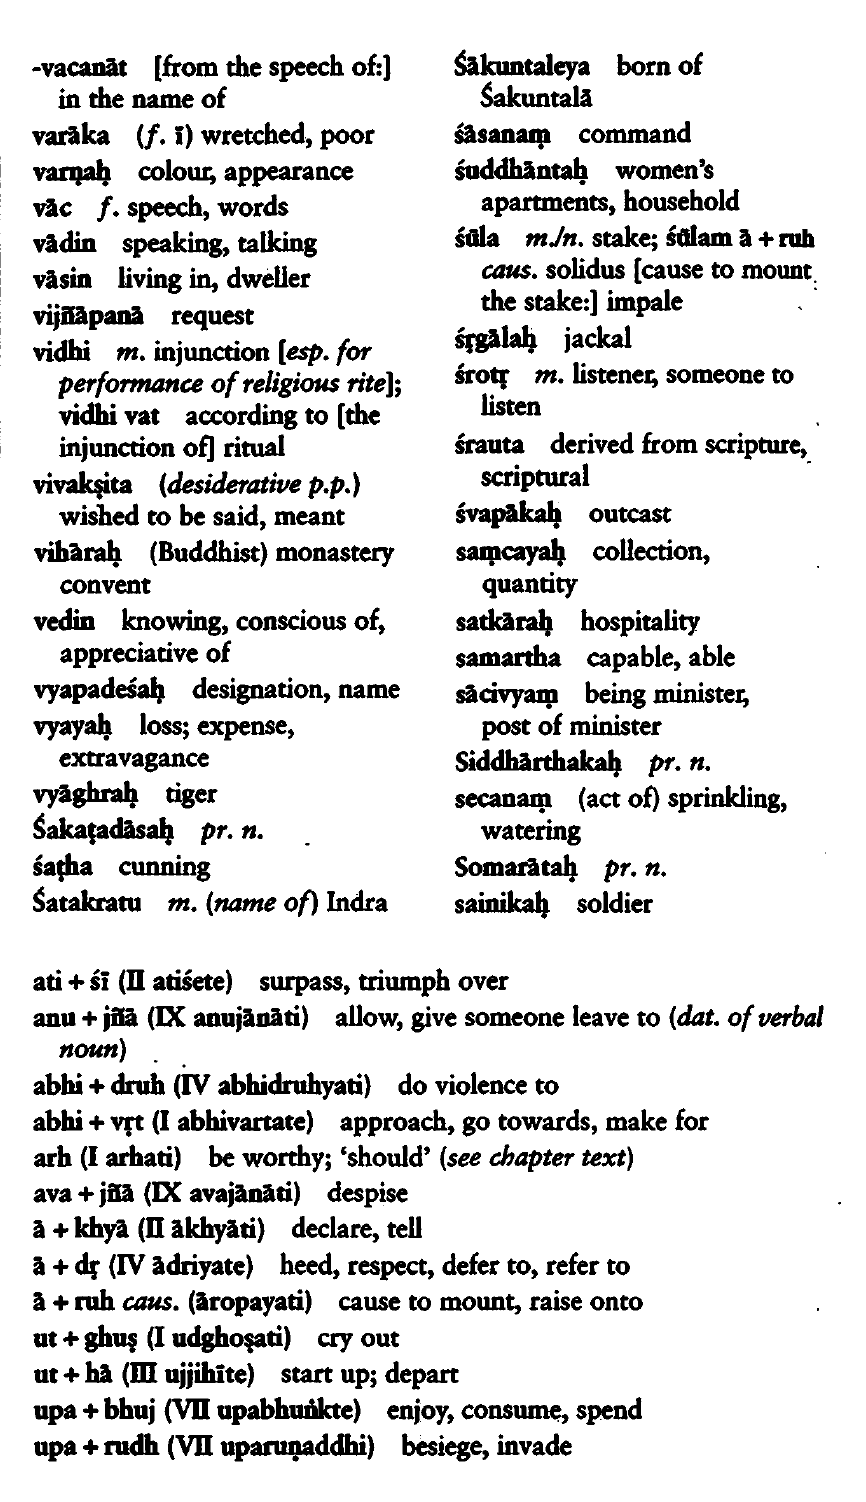 -vacanāt [from the speech of:]
in the name of
varāka (f. ī) wretched, poor
varṇaḥ colour, appearance
vāc f. speech, words
vādin speaking, talking
vāsin living in, dweller
vijñāpanā request
vidhi m. injunction [esp. for
performance of religious rite];
vidhi vat according to [the
injunction of] ritual
vivakṣita (desiderative p.p.)
wished to be said, meant
vihāraḥ (Buddhist) monastery
convent
vedin knowing, conscious of,
appreciative of
vyapadeśaḥ designation, name
vyayaḥ loss; expense,
extravagance
vyāghraḥ tiger
Śakaṭadāsaḥ pr. n.
śaṭha cunning
Śatakratu m. (name of) Indra
Śākuntaleya born of
Śakuntalā
śāsanaṃ command
śuddhāntaḥ women's
apartments, household
śūla m./n. stake; śūlam ā + ruh
caus. solidus [cause to mount
the stake:] impale
śṛgālaḥ jackal
śrotṛ m. listener, someone to
listen
śrauta derived from scripture,
scriptural
śvapākaḥ outcast
saṃcayaḥ collection,
quantity
satkāraḥ hospitality
samartha capable, able
sācivyaṃ being minister,
post of minister
Siddhārthakaḥ pr. n.
secanaṃ (act of) sprinkling,
watering
Somarātaḥ pr. n.
sainikaḥ soldier
ati + śī (II atiśete) surpass, triumph over
anu + jñā (IX anujānāti) allow, give someone leave to (dat. of verbal
noun)
abhi + druh (IV abhidruhyati) do violence to
abhi + vṛt (I abhivartate) approach, go towards, make for
arh (I arhati) be worthy; 'should' (see chapter text)
ava + jñā (IX avajānāti) despise
ā + khyā (II ākhyāti) declare, tell
ā + dṛ (IV ādriyate) heed, respect, defer to, refer to
ā + ruh caus. (āropayati) cause to mount, raise onto
ut + ghuṣ (I udghoṣati) cry out
ut + hā (III ujjihīte) start up; depart
upa + bhuj (VII upabhuṅkte) enjoy, consume, spend
upa + rudh (VII uparuṇaddhi) besiege, invade